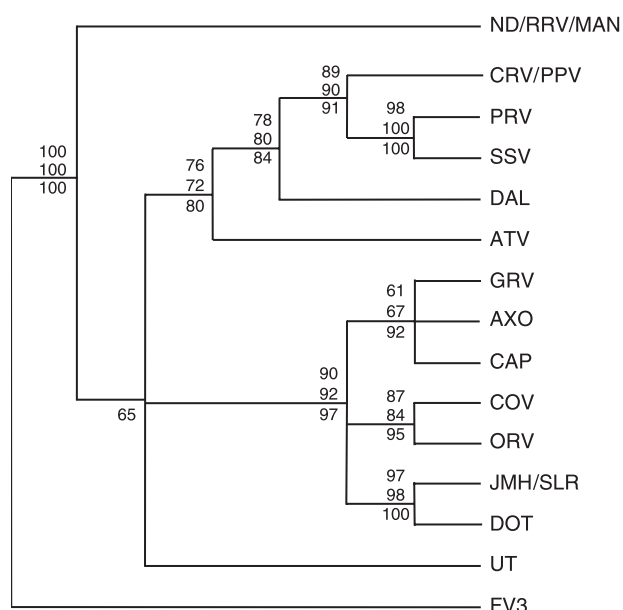 ND/RRV/MAN
89
90
91
CRV/PPV
98
100
100
PRV
SSV
78
80
84
DAL
76
72
80
ATV
100
100
100
61
67
92
GRV
AXO
CAP
90
92
97
87
84
95
COV
ORV
65
97
98
100
JMH/SLR
DOT
UT
FV3